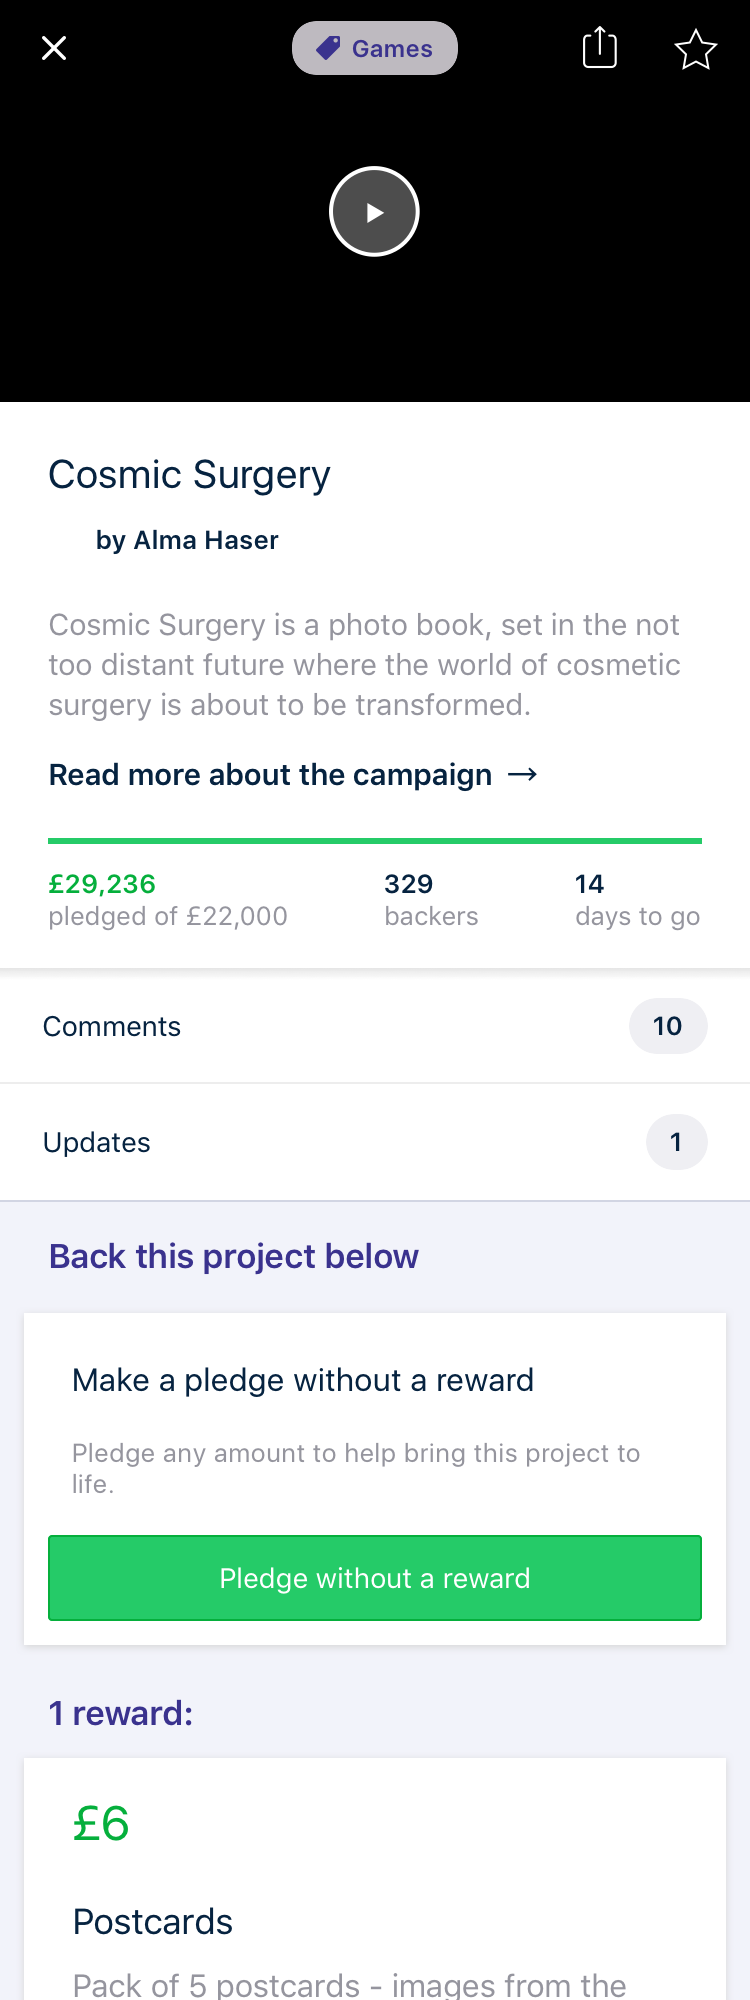 Games
Cosmic Surgery
by Alma Haser
Cosmic Surgery is a photo book, set in the not
too distant future where the world of cosmetic
surgery is about to be transformed.
Read more about the campaign →
£29,236
pledged of £22,000
329
backers
14
days to go
Comments
10
Updates
1
Back this project below
Make a pledge without a reward
Pledge any amount to help bring this project to
life.
Pledge without a reward
1 reward:
£6
Postcards
Pack of 5 postcards - images from the